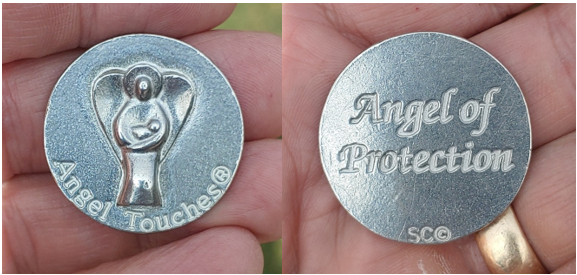 Angel Touches®
Angel of
Protection
SC©